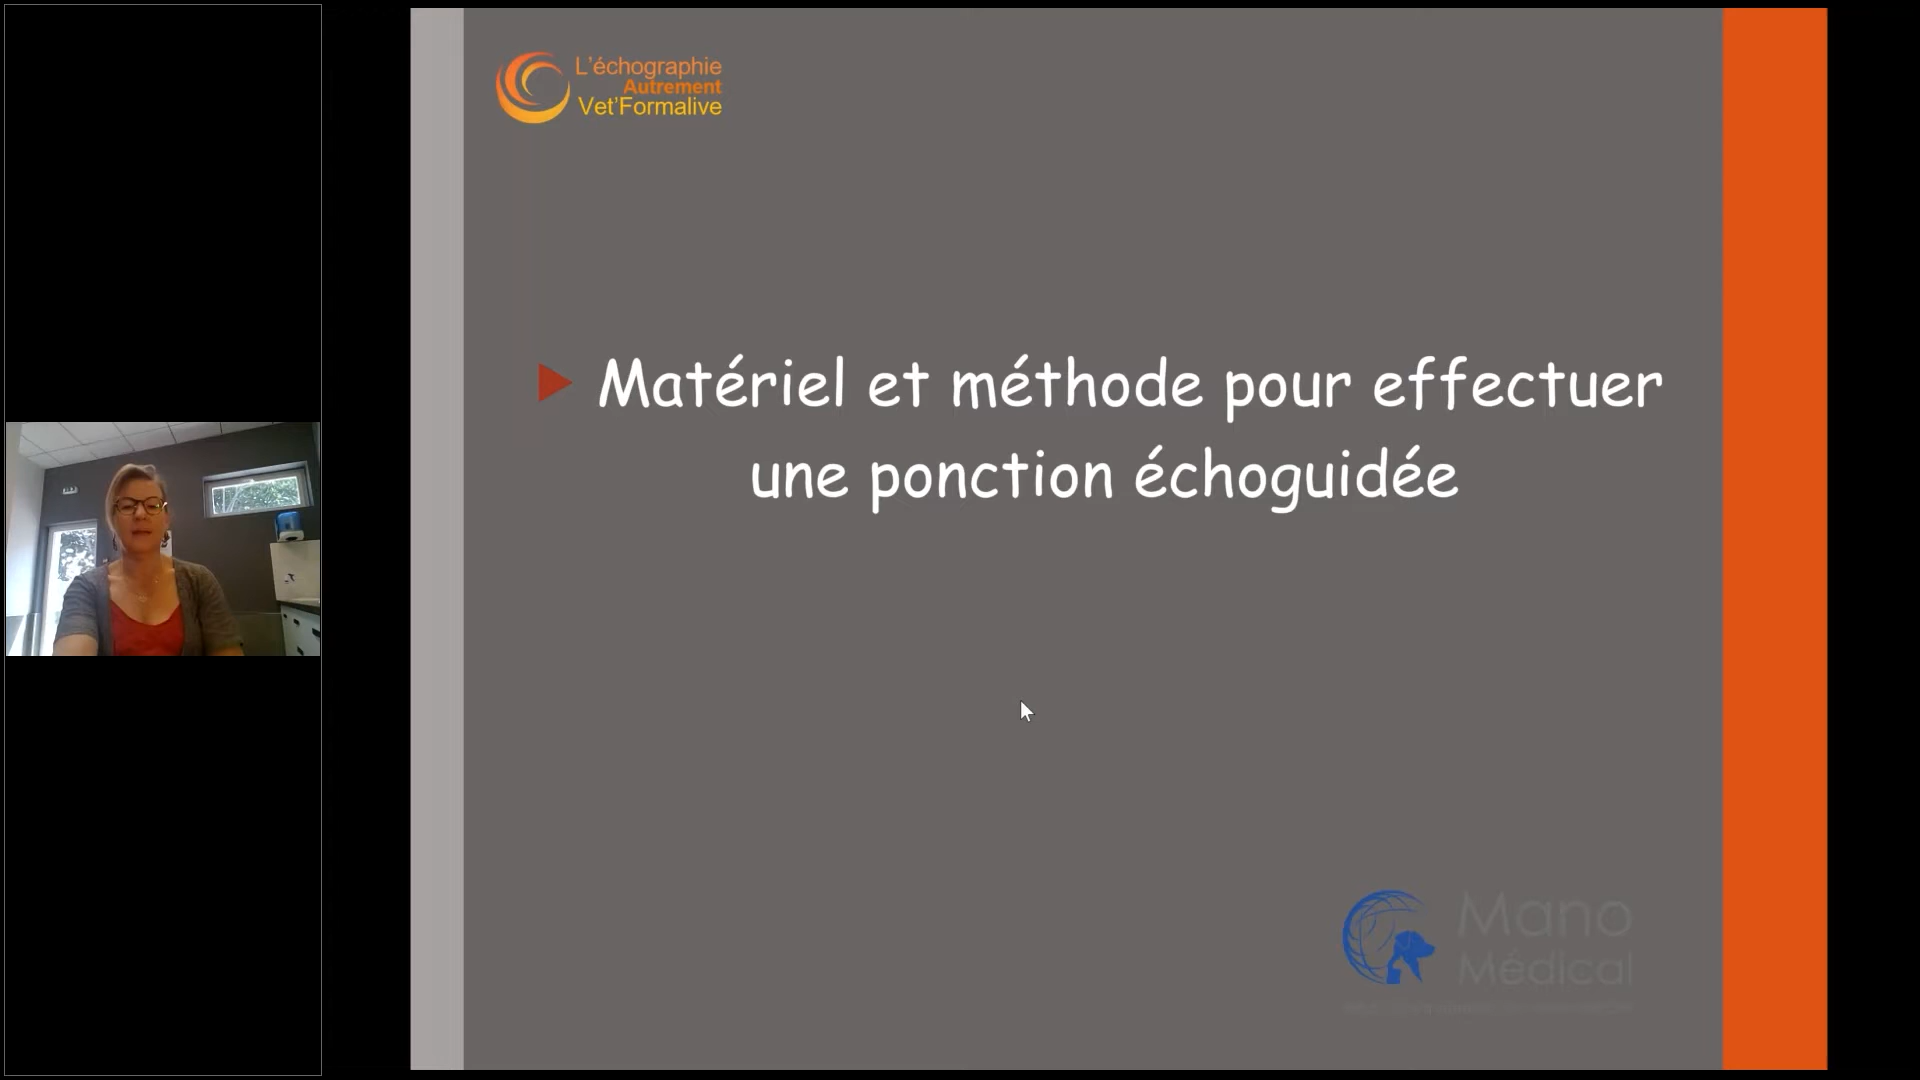 L'échographie
Autrement
Vet'Formalive
Matériel et méthode pour effectuer
une ponction échoguidée
Mano
Médical